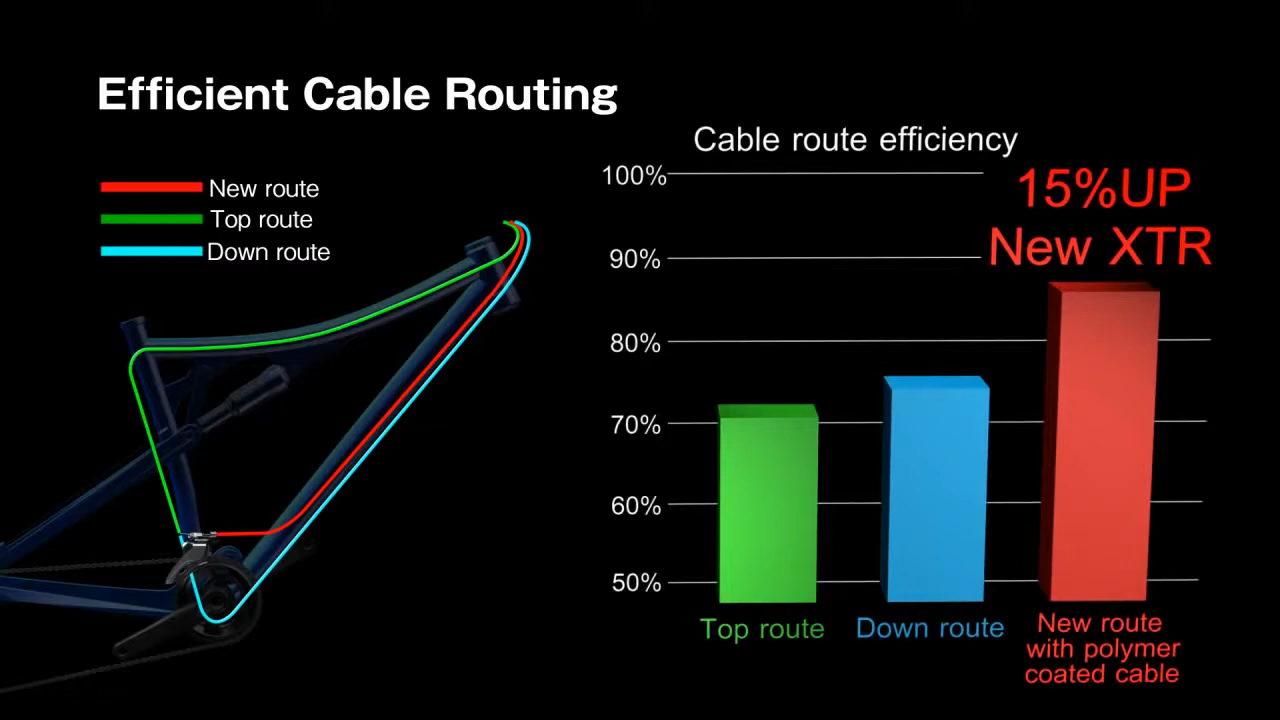 Efficient Cable Routing
New route
Top route
Down route
Cable route efficiency
100%
90%
80%
70%
60%
50%
15%UP
New XTR
Top route
Down route
New route
with polymer
coated cable